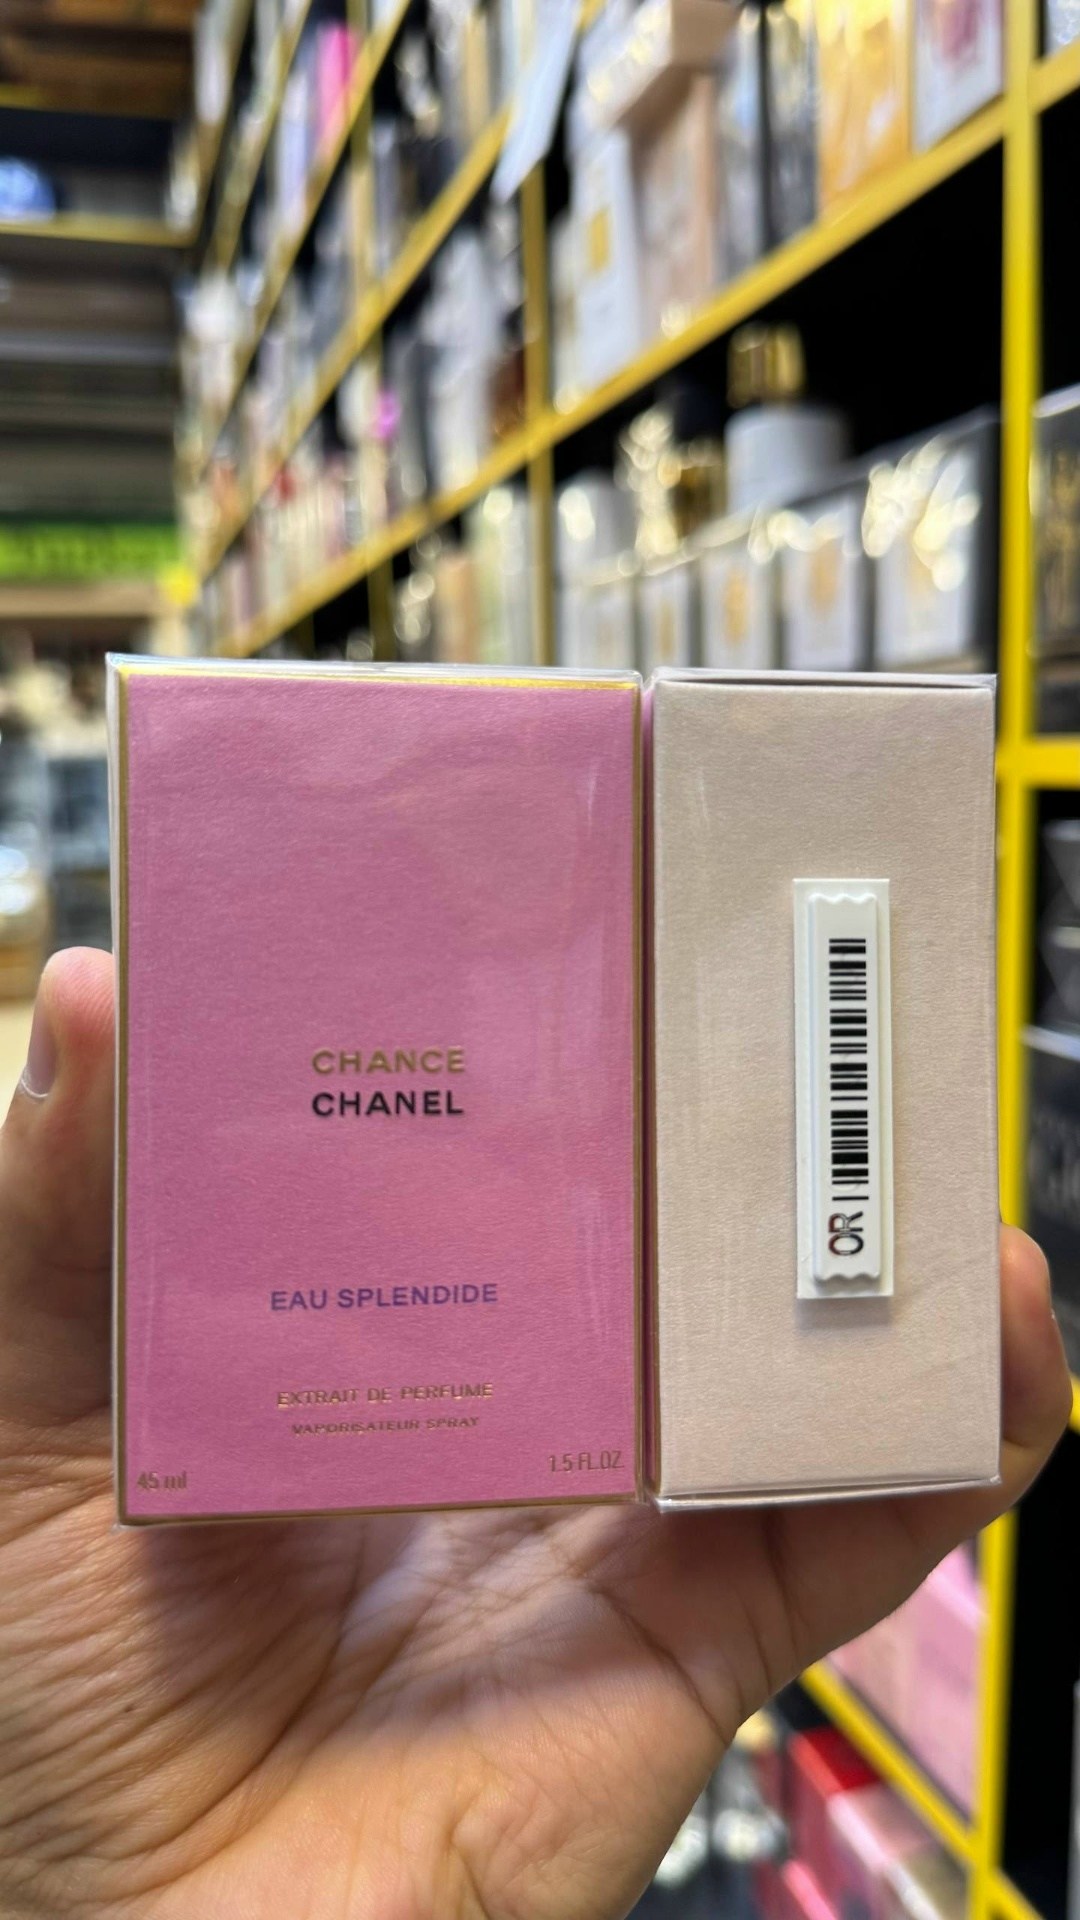 CHANCE
CHANEL
EAU SPLENDIDE
EXTRAIT DE PERFUME
VAPORISATEUR SPRAY
45 ml
1.5 FL.OZ.
OR